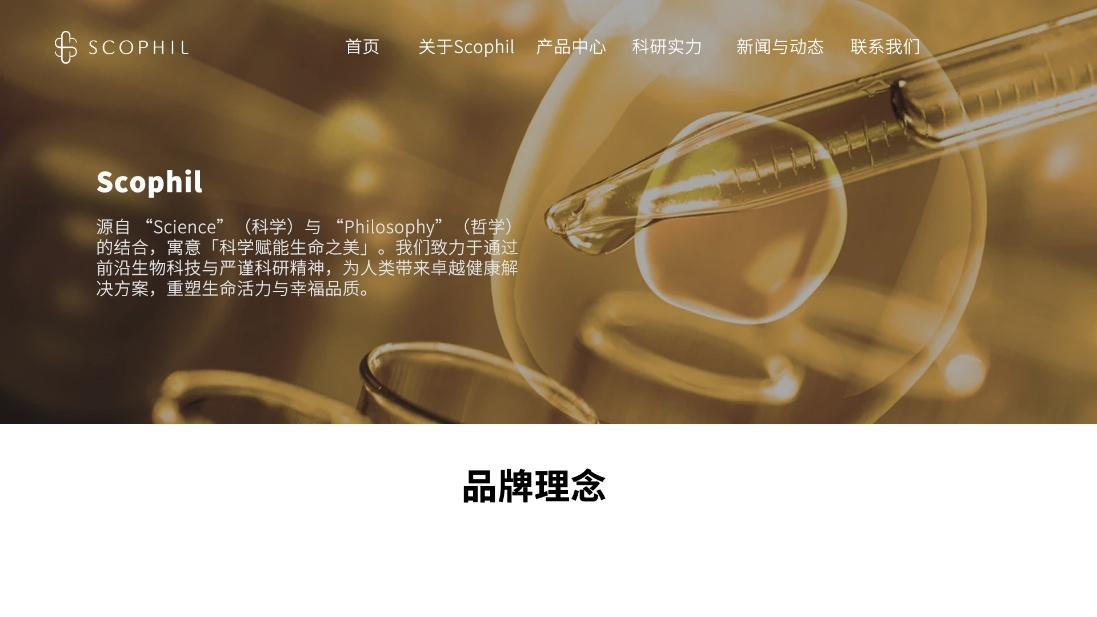 SCOPHIL
首页 关于Scophil 产品中心 科研实力 新闻与动态 联系我们
Scophil
源自 “Science” （科学）与 “Philosophy” （哲学）
的结合，寓意「科学赋能生命之美」。我们致力于通过
前沿生物科技与严谨科研精神，为人类带来卓越健康解
决方案，重塑生命活力与幸福品质。
品牌理念